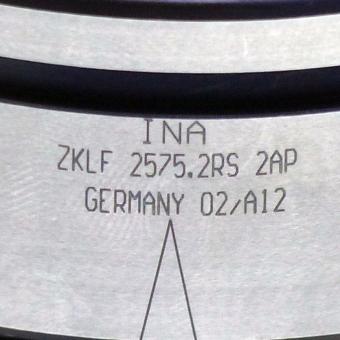 INA
ZKLF 2575.2RS 2AP
GERMANY 02/A12